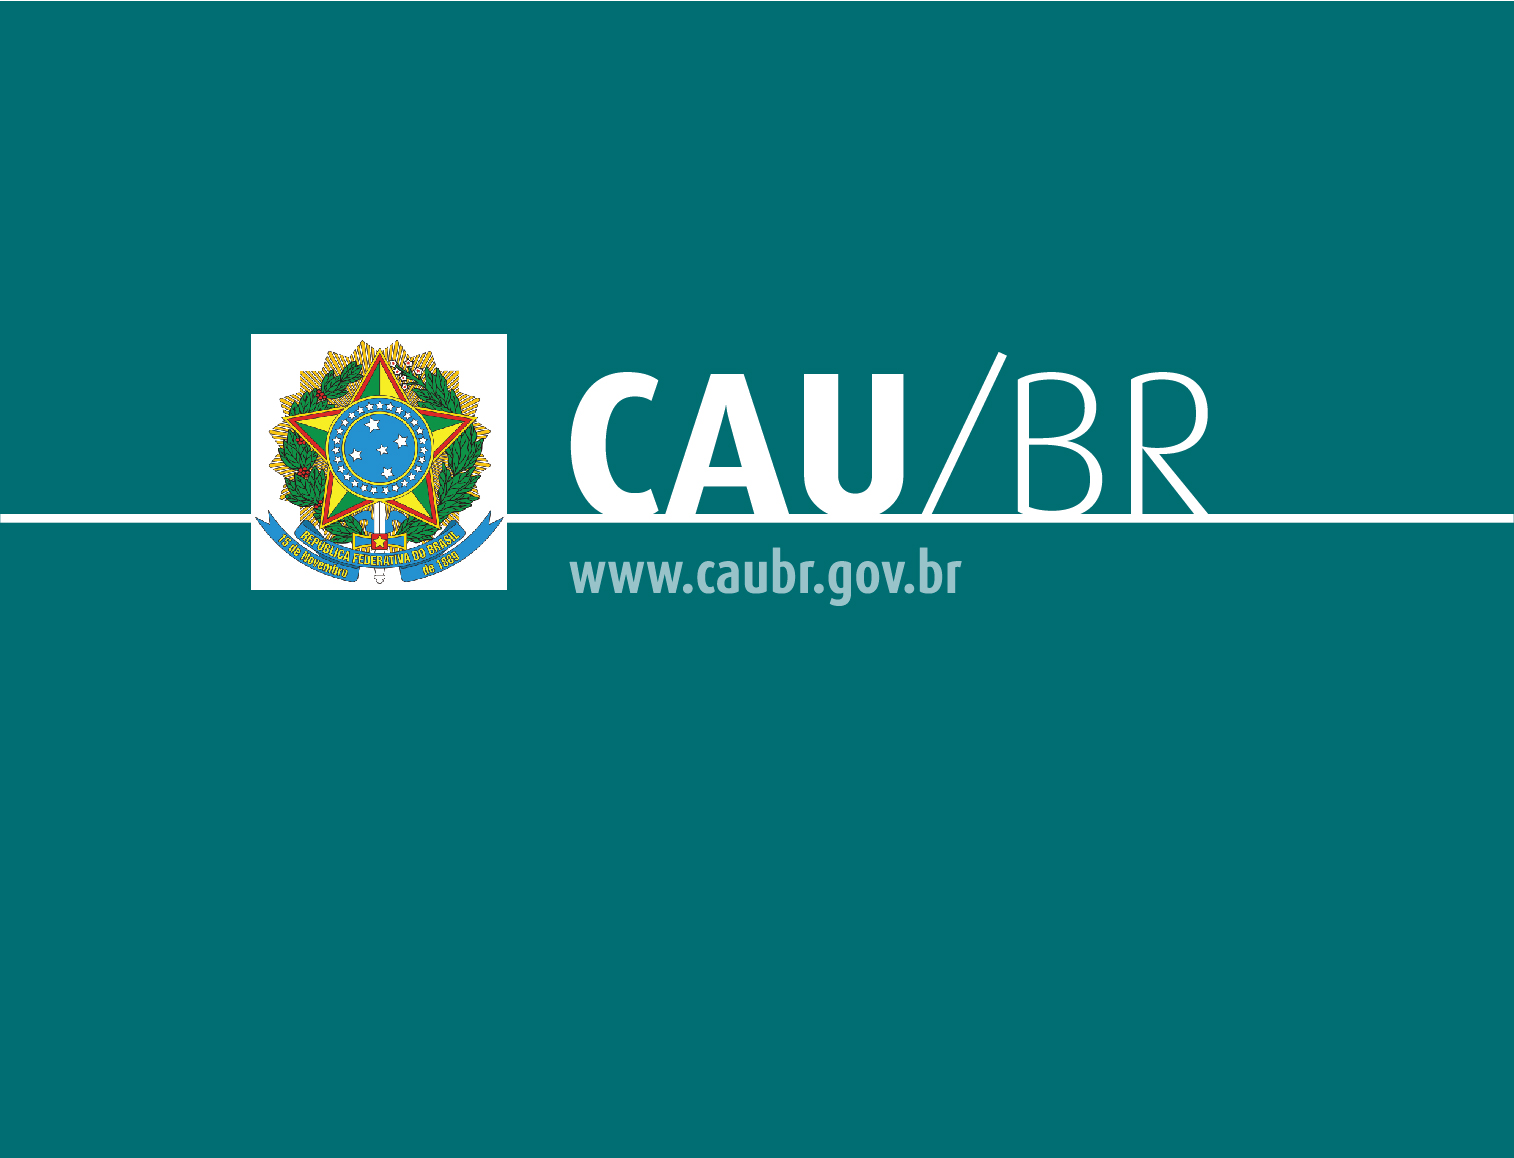 CAU/BR
REPÚBLICA FEDERATIVA DO BRASIL
15 de Novembro
de 1889
www.caubr.gov.br